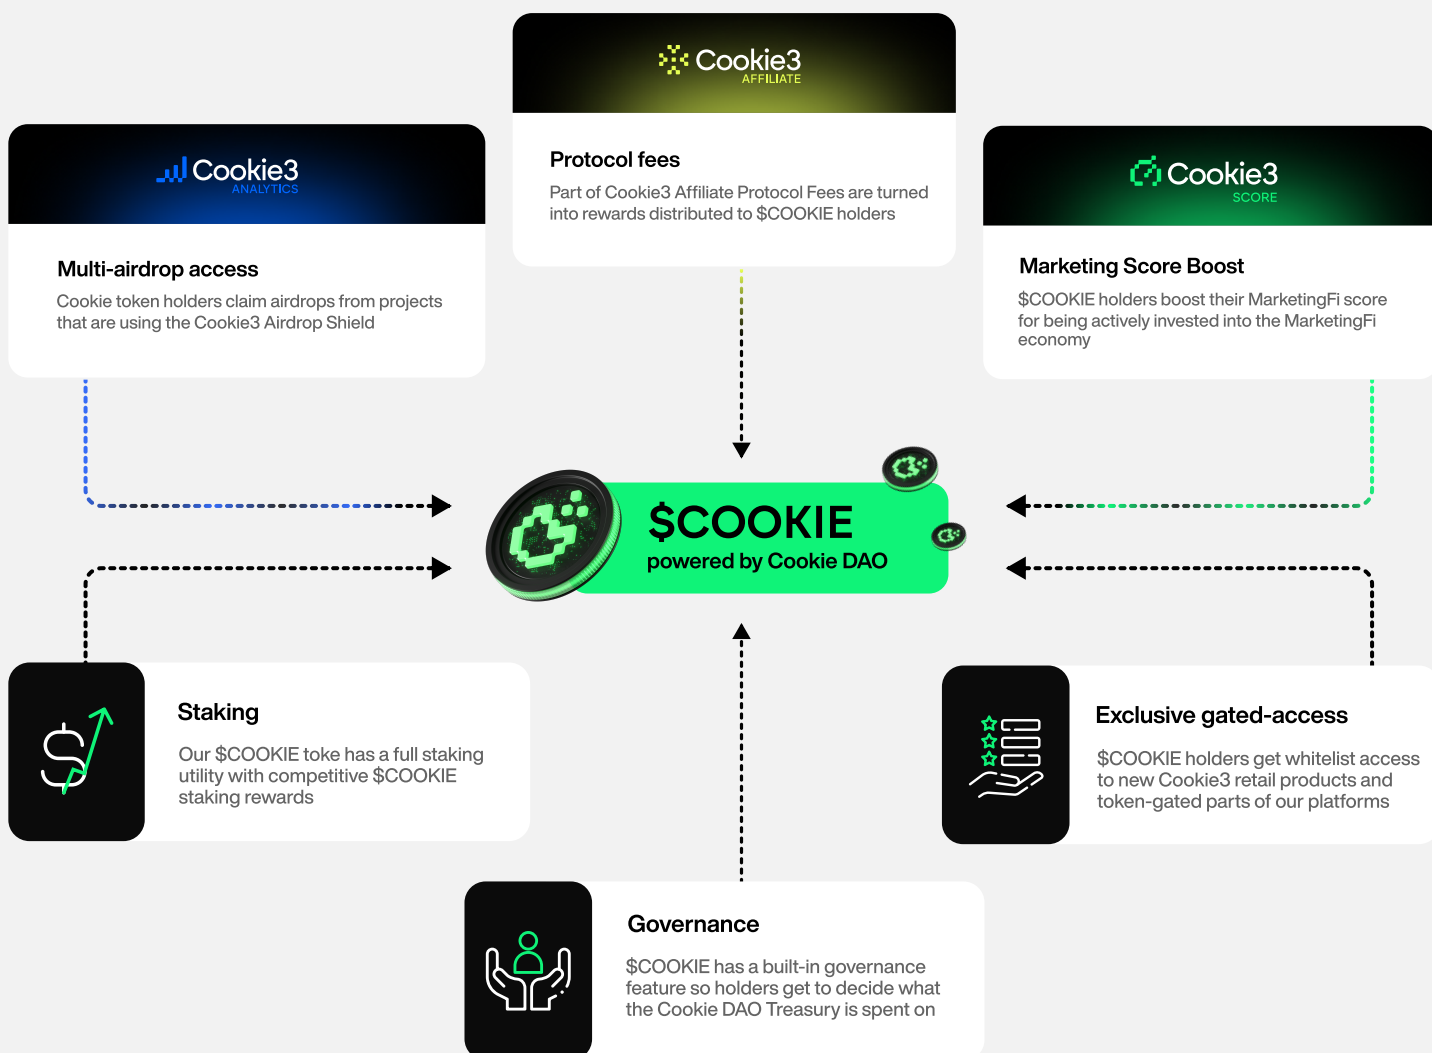 Cookie3
AFFILIATE
Protocol fees
Part of Cookie3 Affiliate Protocol Fees are turned
into rewards distributed to $COOKIE holders
Cookie3
ANALYTICS
Multi-airdrop access
Cookie token holders claim airdrops from projects
that are using the Cookie3 Airdrop Shield
Cookie3
SCORE
Marketing Score Boost
$COOKIE holders boost their MarketingFi score
for being actively invested into the MarketingFi
economy
$COOKIE
powered by Cookie DAO
Staking
Our $COOKIE toke has a full staking
utility with competitive $COOKIE
staking rewards
Exclusive gated-access
$COOKIE holders get whitelist access
to new Cookie3 retail products and
token-gated parts of our platforms
Governance
$COOKIE has a built-in governance
feature so holders get to decide what
the Cookie DAO Treasury is spent on